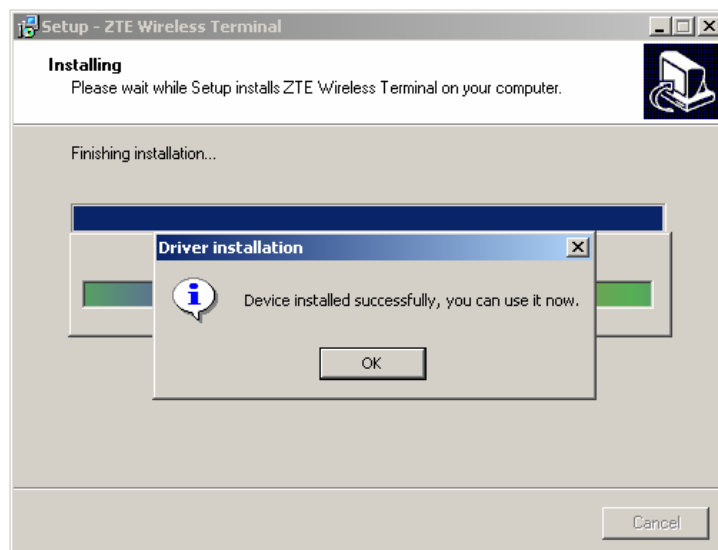 Setup - ZTE Wireless Terminal
Installing
Please wait while Setup installs ZTE Wireless Terminal on your computer.
Finishing installation...
Driver installation
Device installed successfully, you can use it now.
OK
Cancel